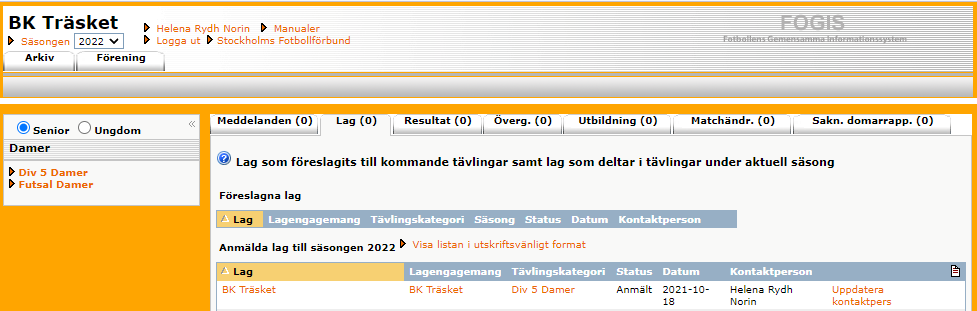 BK Träsket
Helena Rydh Norin Manualer
Säsongen 2022 Logga ut Stockholms Fotbollförbund
FOGIS
Fotbollens Gemensamma Informationssystem
Arkiv Förening
Senior Ungdom «
Damer
Div 5 Damer
Futsal Damer
Meddelanden (0) Lag (0) Resultat (0) Överg. (0) Utbildning (0) Matchändr. (0) Sakn. domarrapp. (0)
? Lag som föreslagits till kommande tävlingar samt lag som deltar i tävlingar under aktuell säsong
Föreslagna lag
Lag Lagengagemang Tävlingskategori Säsong Status Datum Kontaktperson
Anmälda lag till säsongen 2022 Visa listan i utskriftsvänligt format
Lag Lagengagemang Tävlingskategori Status Datum Kontaktperson
BK Träsket BK Träsket Div 5 Damer Anmält 2021-10- Helena Rydh Uppdatera
18 Norin kontaktpers